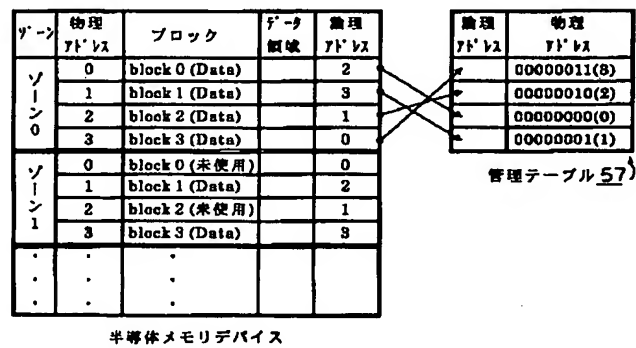 ゾーン 物理アドレス ブロック データ領域 論理アドレス
ゾーン0
0 block 0 (Data) 2
1 block 1 (Data) 3
2 block 2 (Data) 1
3 block 3 (Data) 0
ゾーン1
0 block 0 (未使用) 0
1 block 1 (Data) 2
2 block 2 (未使用) 1
3 block 3 (Data) 3
半導体メモリデバイス
論理アドレス 物理アドレス
00000011(3)
00000010(2)
00000000(0)
00000001(1)
管理テーブル 57